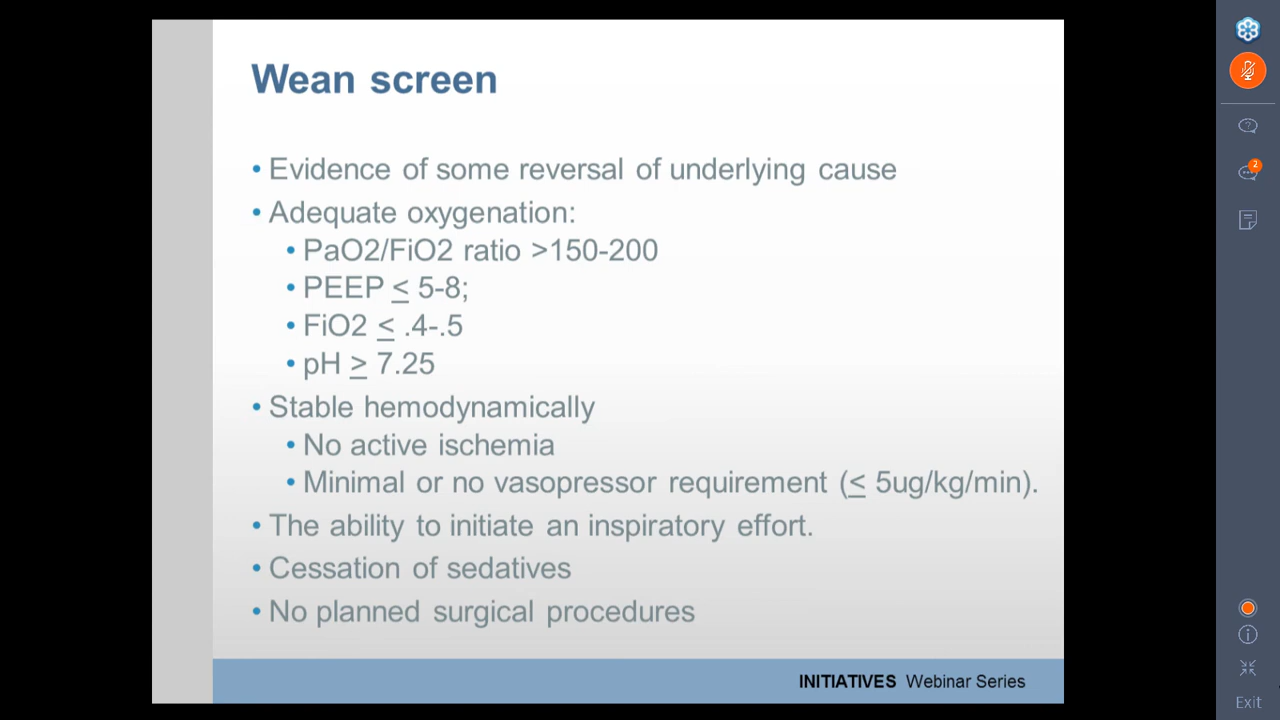 Wean screen
• Evidence of some reversal of underlying cause
• Adequate oxygenation:
• PaO2/FiO2 ratio >150-200
• PEEP ≤ 5-8;
• FiO2 ≤ .4-.5
• pH ≥ 7.25
• Stable hemodynamically
• No active ischemia
• Minimal or no vasopressor requirement (≤ 5ug/kg/min).
• The ability to initiate an inspiratory effort.
• Cessation of sedatives
• No planned surgical procedures
INITIATIVES Webinar Series
2
Exit